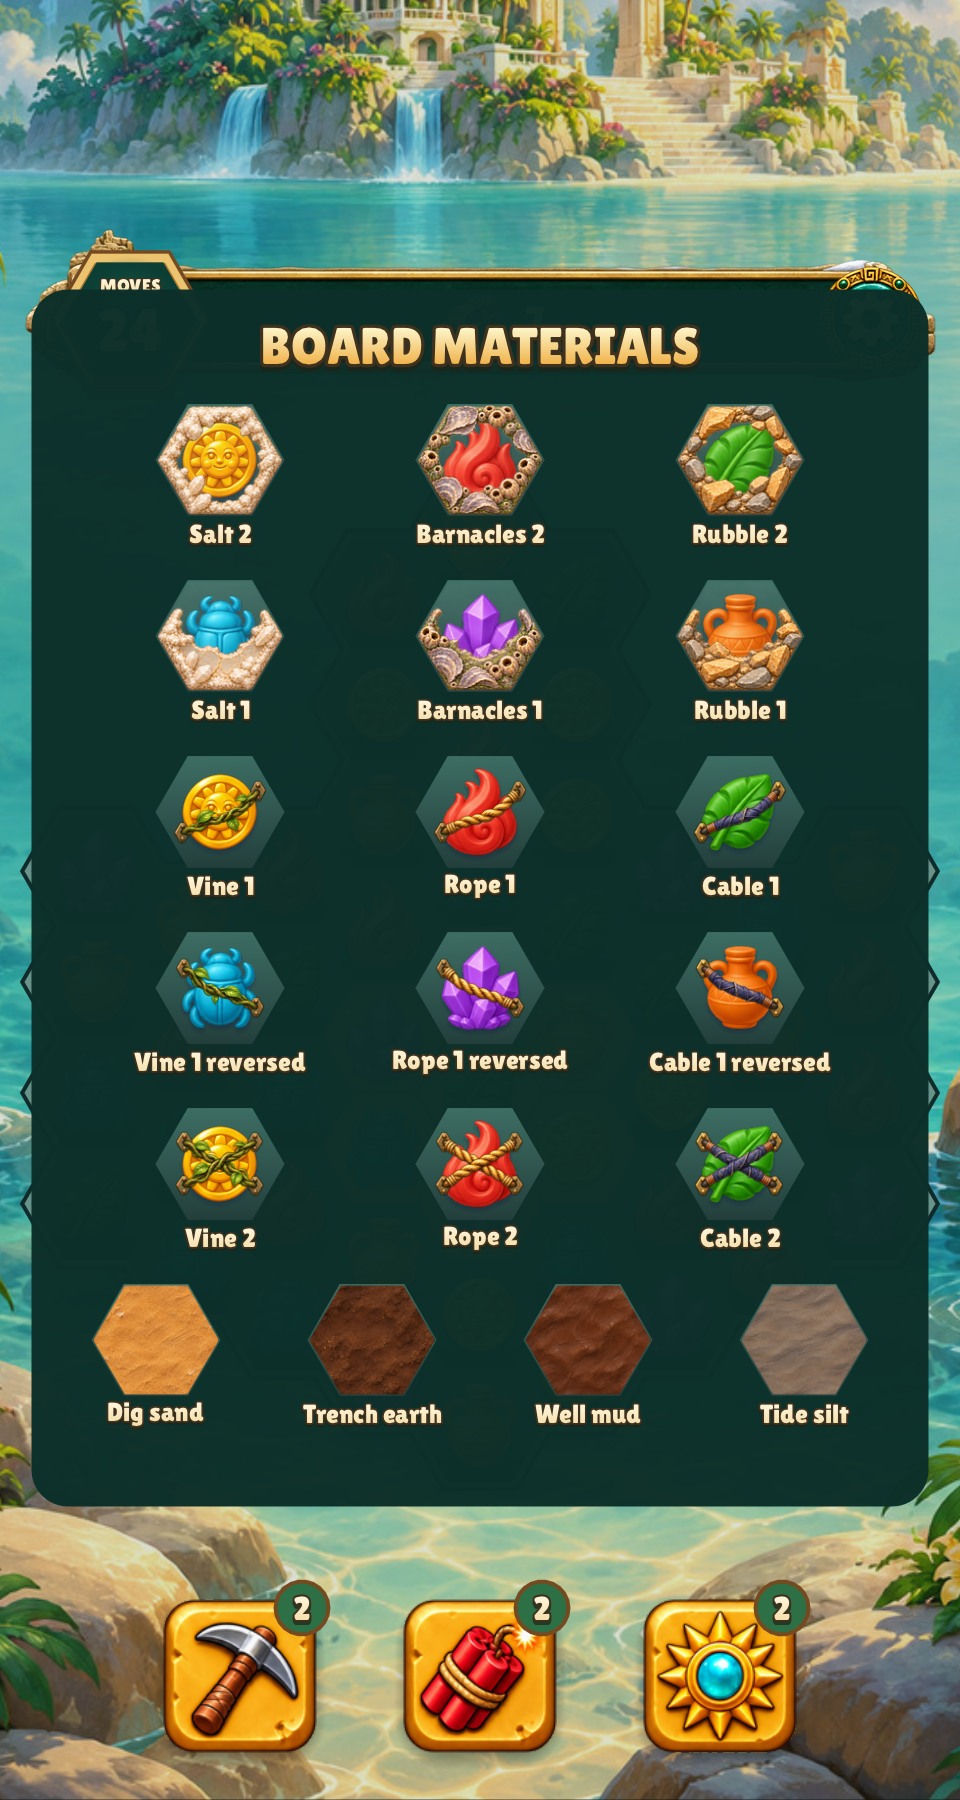 MOVES
24
BOARD MATERIALS
Salt 2
Barnacles 2
Rubble 2
Salt 1
Barnacles 1
Rubble 1
Vine 1
Rope 1
Cable 1
Vine 1 reversed
Rope 1 reversed
Cable 1 reversed
Vine 2
Rope 2
Cable 2
Dig sand
Trench earth
Well mud
Tide silt
2
2
2